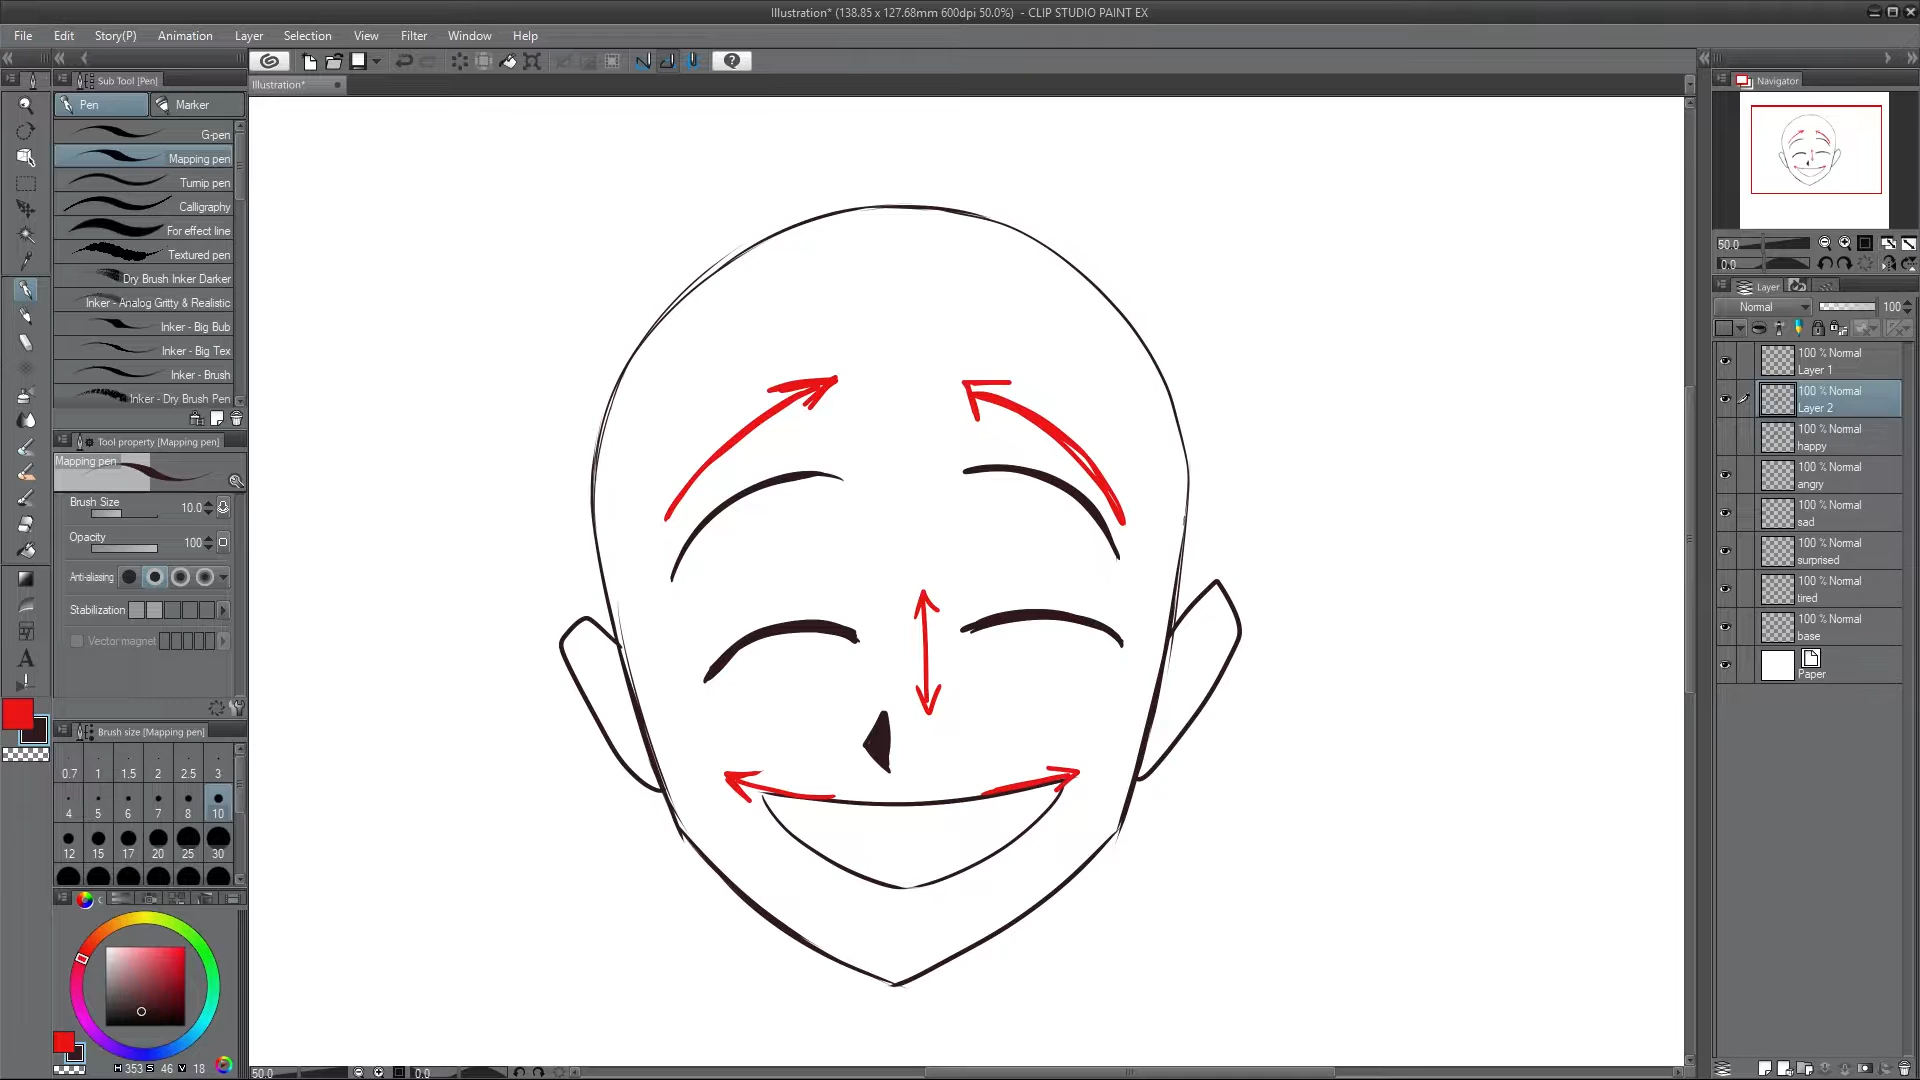 Illustration* (138.85 x 127.68mm 600dpi 50.0%) - CLIP STUDIO PAINT EX
File Edit Story(P) Animation Layer Selection View Filter Window Help
Sub Tool [Pen]
Illustration*
Pen Marker
G-pen
Mapping pen
Turnip pen
Calligraphy
For effect line
Textured pen
Dry Brush Inker Darker
Inker - Analog Gritty & Realistic
Inker - Big Bub
Inker - Big Tex
Inker - Brush
Inker - Dry Brush Pen
Tool property [Mapping pen]
Mapping pen
Brush Size 10.0
Opacity 100
Anti-aliasing
Stabilization
Vector magnet
A
Brush size [Mapping pen]
0.7 1 1.5 2 2.5 3
4 5 6 7 8 10
12 15 17 20 25 30
H 353 S 46 V 18
50.0 0.0
Navigator
50.0
0.0
Layer
Normal 100
100 % Normal
Layer 1
100 % Normal
Layer 2
100 % Normal
happy
100 % Normal
angry
100 % Normal
sad
100 % Normal
surprised
100 % Normal
tired
100 % Normal
base
Paper